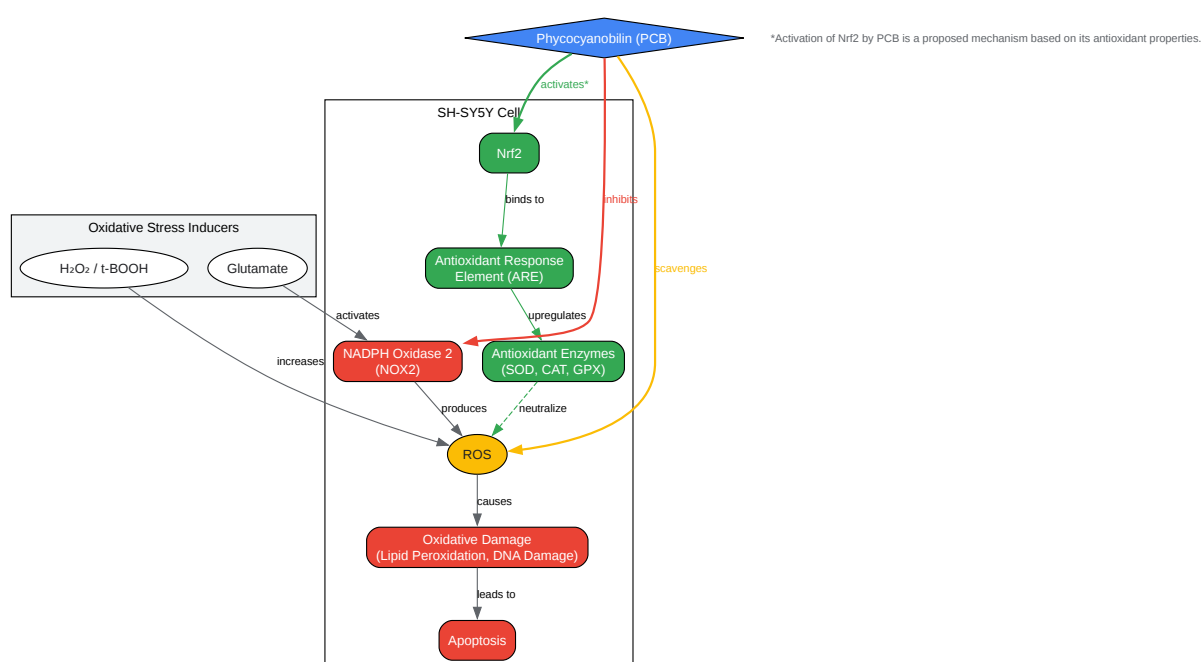 Phycocyanobilin (PCB)
*Activation of Nrf2 by PCB is a proposed mechanism based on its antioxidant properties.
activates*
SH-SY5Y Cell
Nrf2
binds to
inhibits
Oxidative Stress Inducers
H₂O₂ / t-BOOH
Glutamate
Antioxidant Response
Element (ARE)
scavenges
activates
upregulates
increases
NADPH Oxidase 2
(NOX2)
Antioxidant Enzymes
(SOD, CAT, GPX)
produces
neutralize
ROS
causes
Oxidative Damage
(Lipid Peroxidation, DNA Damage)
leads to
Apoptosis